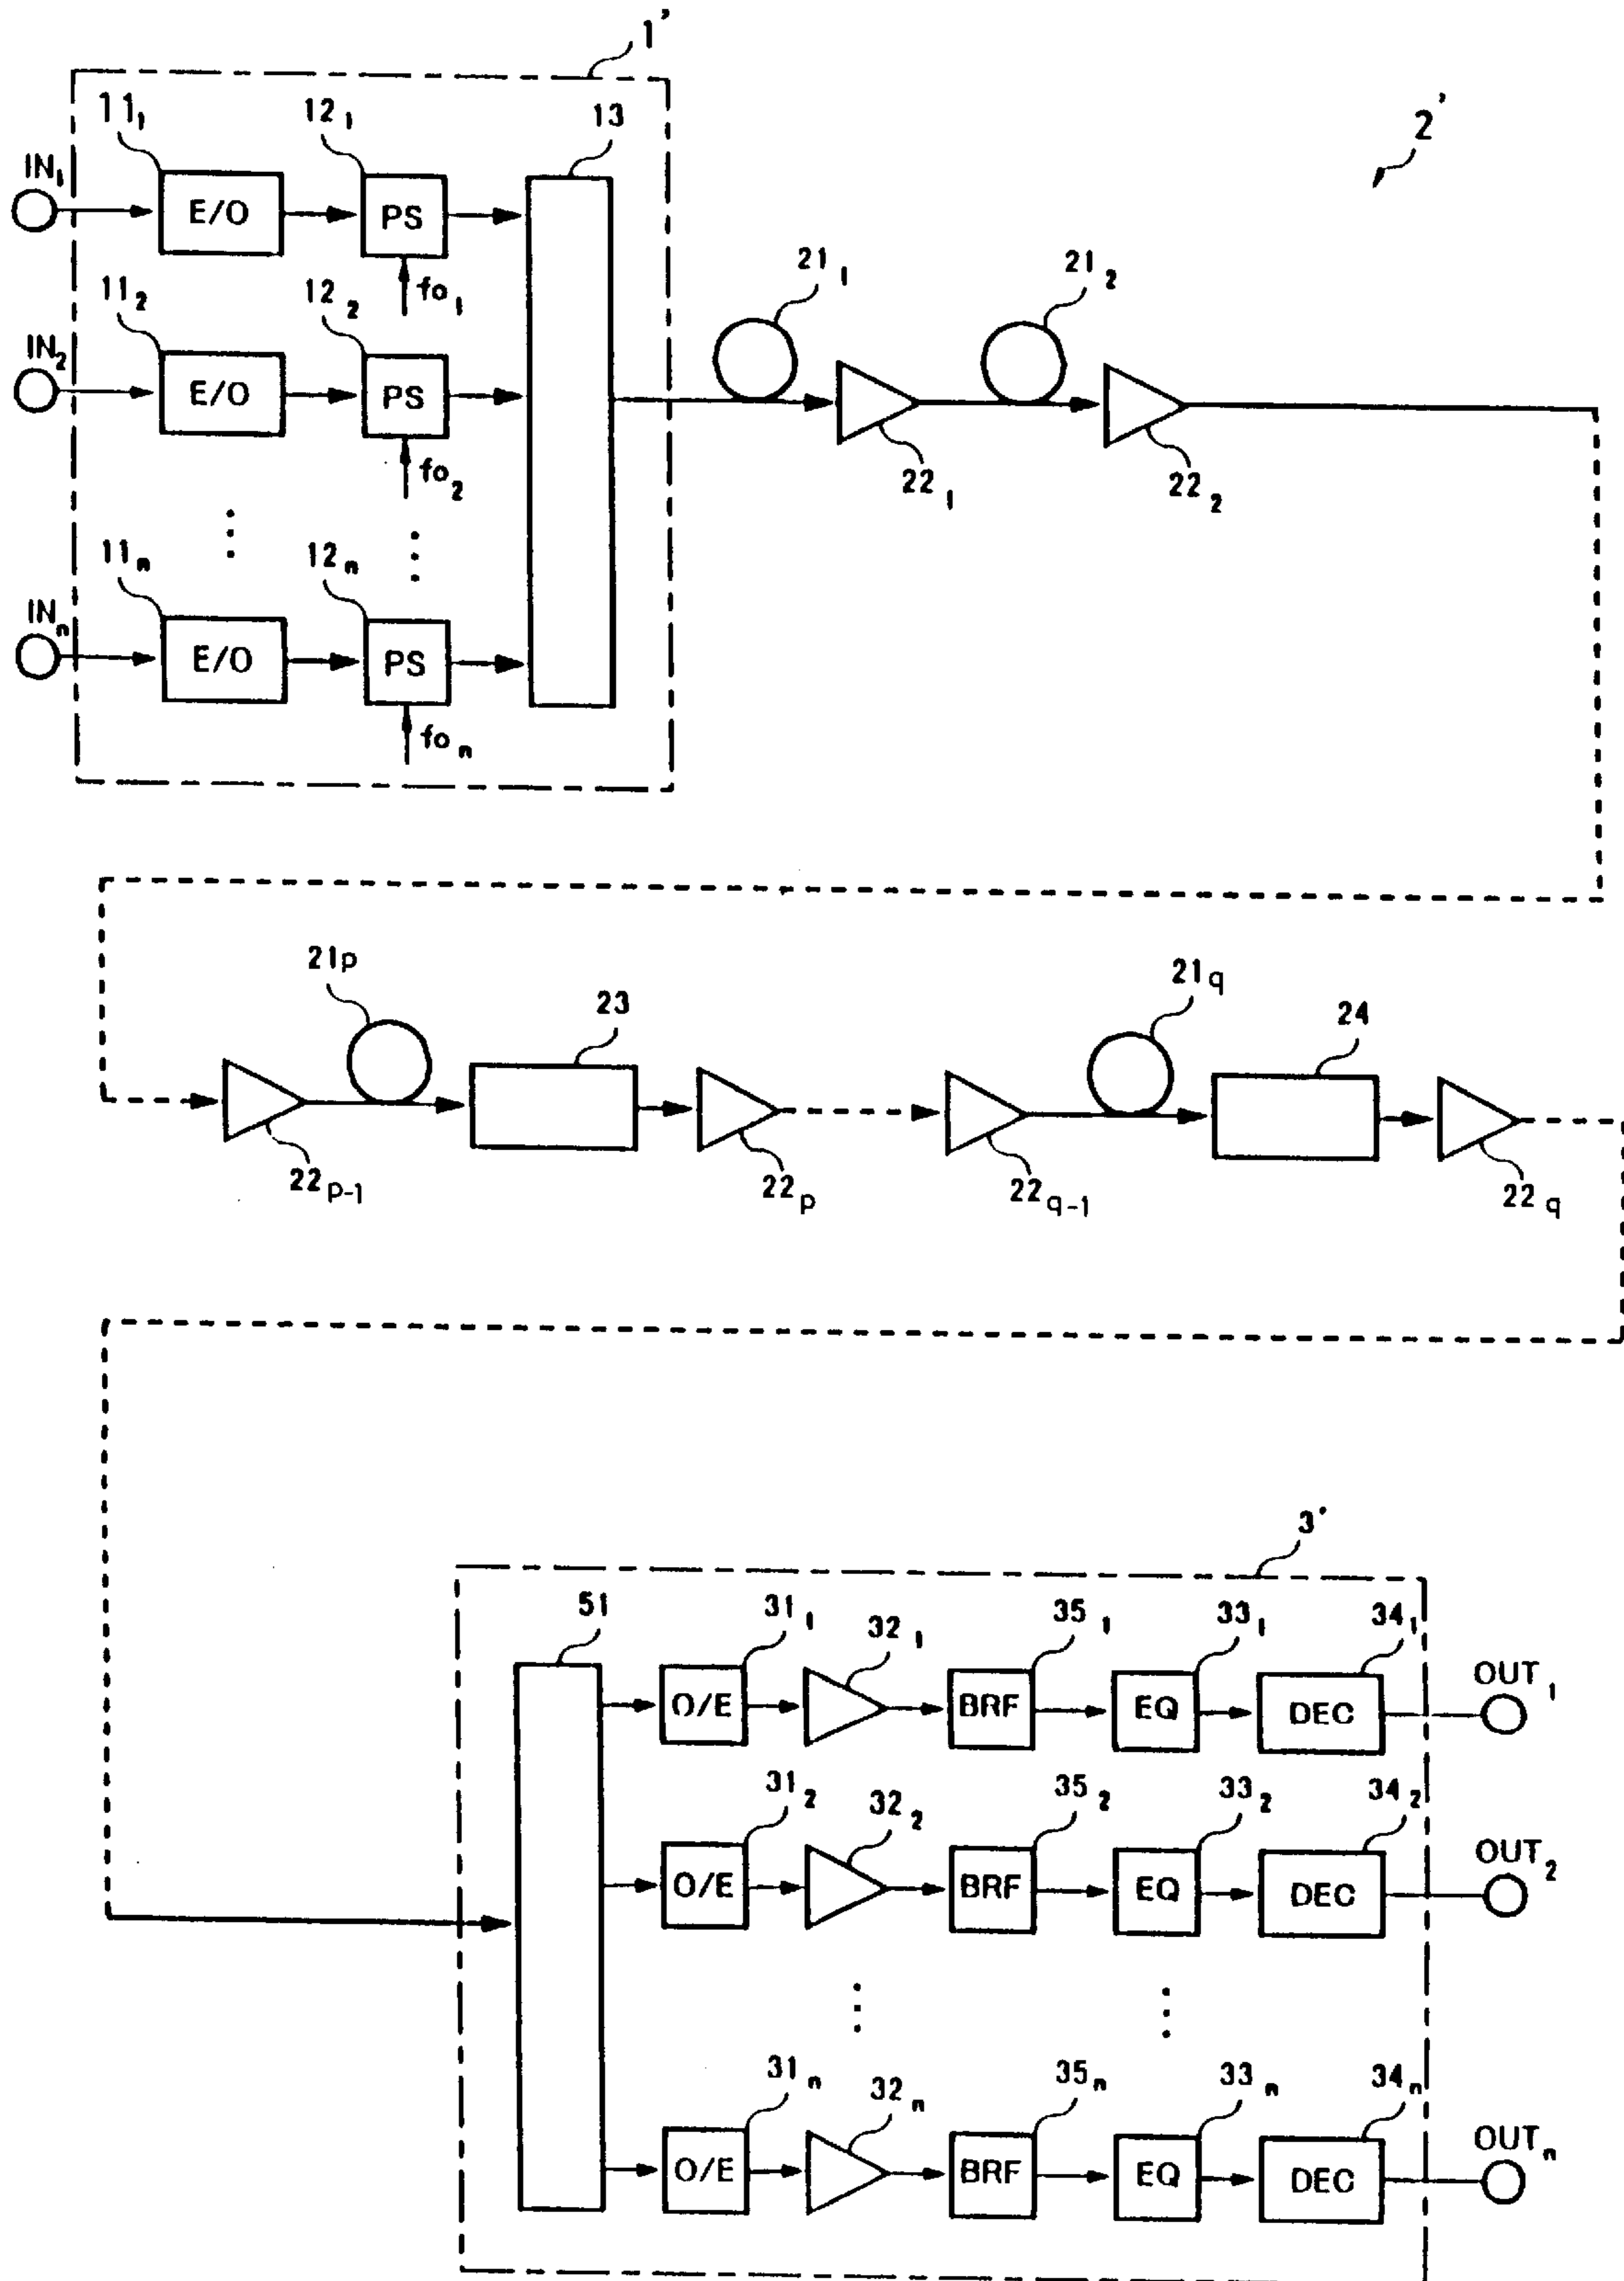 1'
11₁ 12₁ 13
2'
IN₁ E/O PS
fo₁
21₁ 21₂
11₂ 12₂
IN₂ E/O PS
fo₂
22₁ 22₂
⋮ ⋮
11ₙ 12ₙ
INₙ E/O PS
foₙ
21p 23 21q 24
22p-1 22p 22q-1 22q
3'
51 31₁ 32₁ 35₁ 33₁ 34₁
O/E BRF EQ DEC OUT₁
31₂ 32₂ 35₂ 33₂ 34₂
O/E BRF EQ DEC OUT₂
⋮ ⋮
31ₙ 32ₙ 35ₙ 33ₙ 34ₙ
O/E BRF EQ DEC OUTₙ